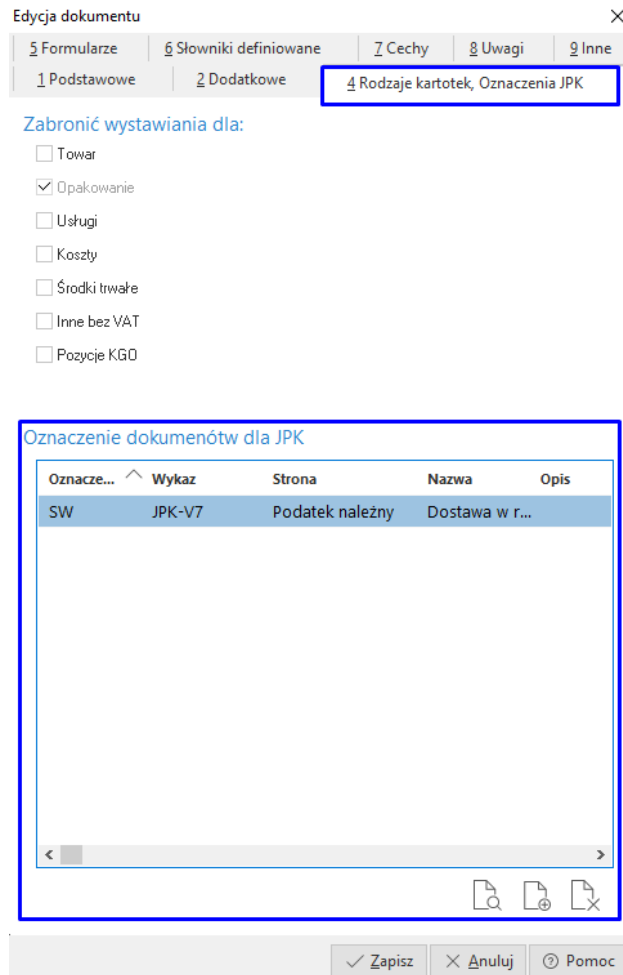 Edycja dokumentu
5 Formularze 6 Słowniki definiowane 7 Cechy 8 Uwagi 9 Inne
1 Podstawowe 2 Dodatkowe 4 Rodzaje kartotek, Oznaczenia JPK
Zabronić wystawiania dla:
Towar
Opakowanie
Usługi
Koszty
Środki trwałe
Inne bez VAT
Pozycje KGO
Oznaczenie dokumenótw dla JPK
Oznacze... Wykaz Strona Nazwa Opis
SW JPK-V7 Podatek należny Dostawa w r...
Zapisz Anuluj Pomoc